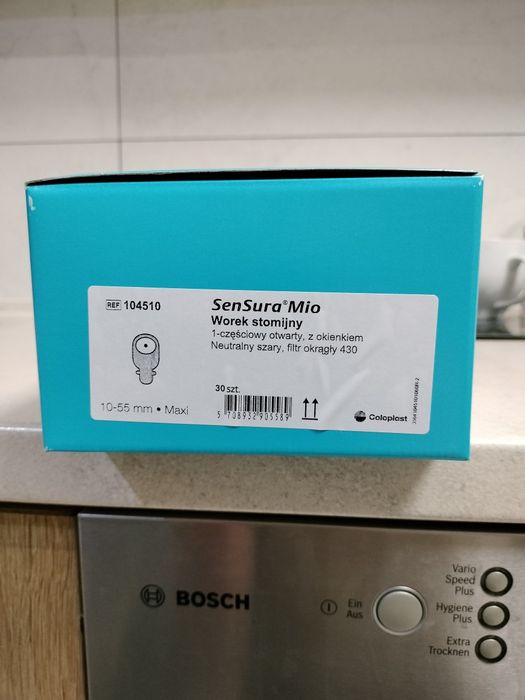 REF 104510
SenSura® Mio
Worek stomijny
1-częściowy otwarty, z okienkiem
Neutralny szary, filtr okrągły 430
30 szt.
10-55 mm • Maxi
5 708932 905589
Coloplast
BOSCH
Ein
Aus
Vario
Speed
Plus
Hygiene
Plus
Extra
Trocknen